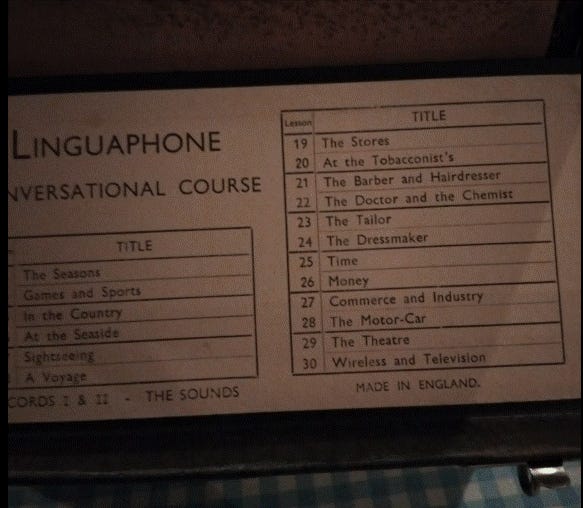 LINGUAPHONE
NVERSATIONAL COURSE
TITLE
The Seasons
Games and Sports
In the Country
At the Seaside
Sightseeing
A Voyage
CORDS I & II - THE SOUNDS
Lesson TITLE
19 The Stores
20 At the Tobacconist's
21 The Barber and Hairdresser
22 The Doctor and the Chemist
23 The Tailor
24 The Dressmaker
25 Time
26 Money
27 Commerce and Industry
28 The Motor-Car
29 The Theatre
30 Wireless and Television
MADE IN ENGLAND.